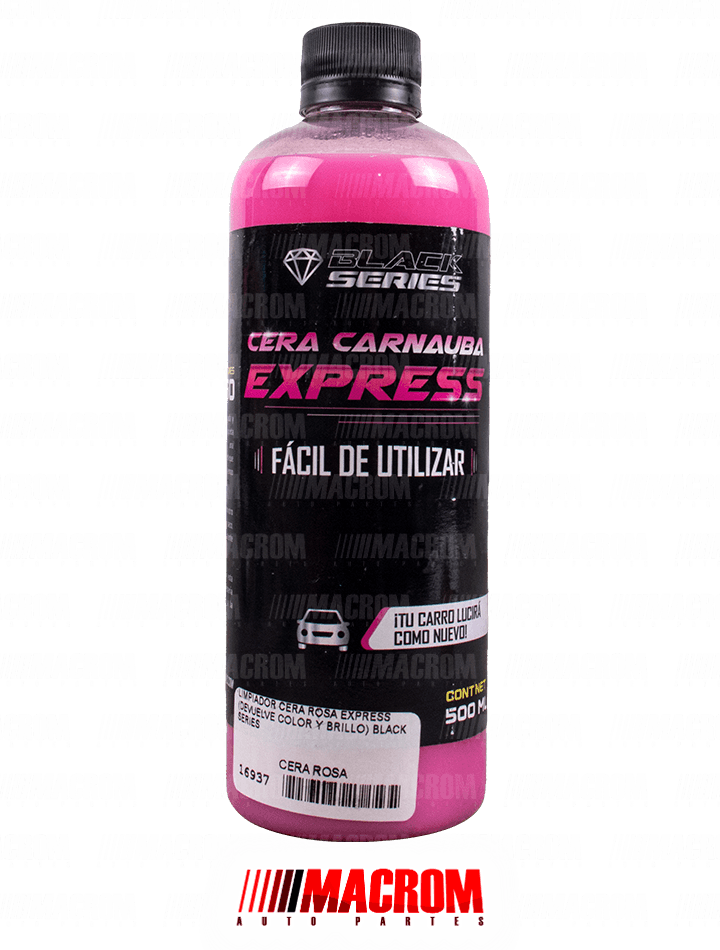 BLACK
SERIES
CERA CARNAUBA
EXPRESS
FÁCIL DE UTILIZAR
¡TU CARRO LUCIRÁ
COMO NUEVO!
CONT NET
500 ML
LIMPIADOR CERA ROSA EXPRESS
(DEVUELVE COLOR Y BRILLO) BLACK
SERIES
CERA ROSA
16937
MACROM
AUTO PARTES